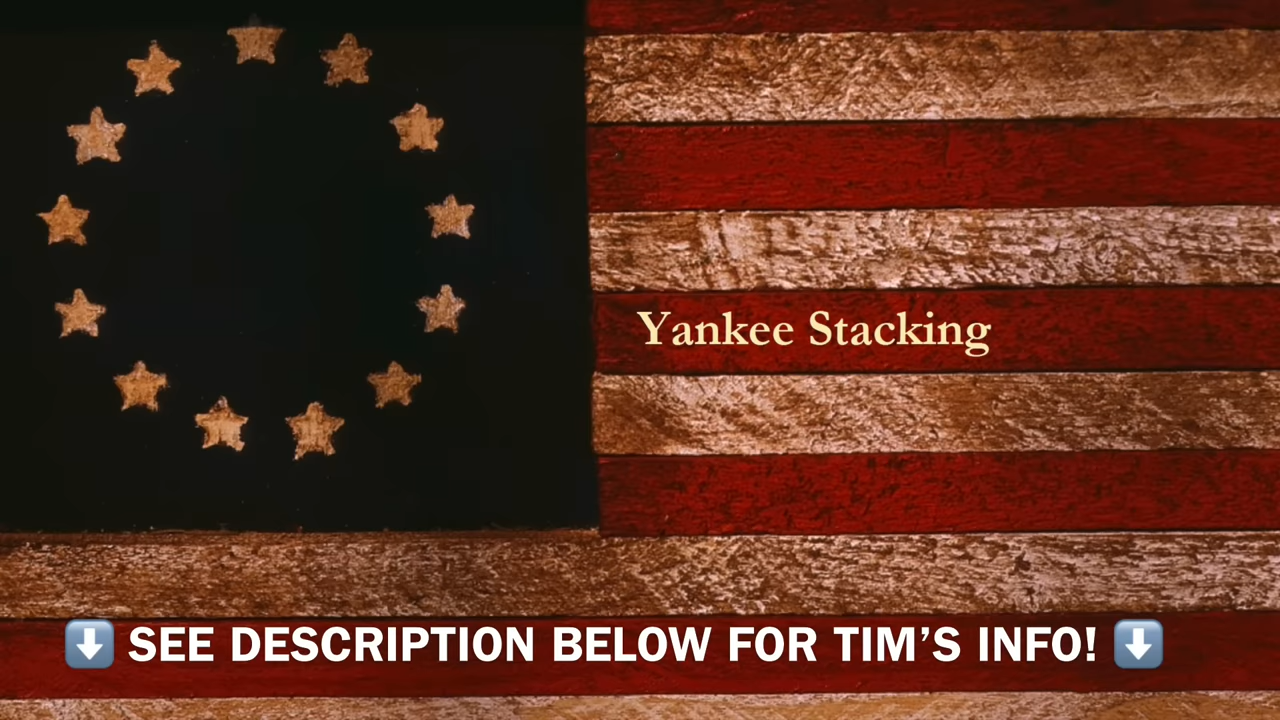 Yankee Stacking
⬇️ SEE DESCRIPTION BELOW FOR TIM’S INFO! ⬇️